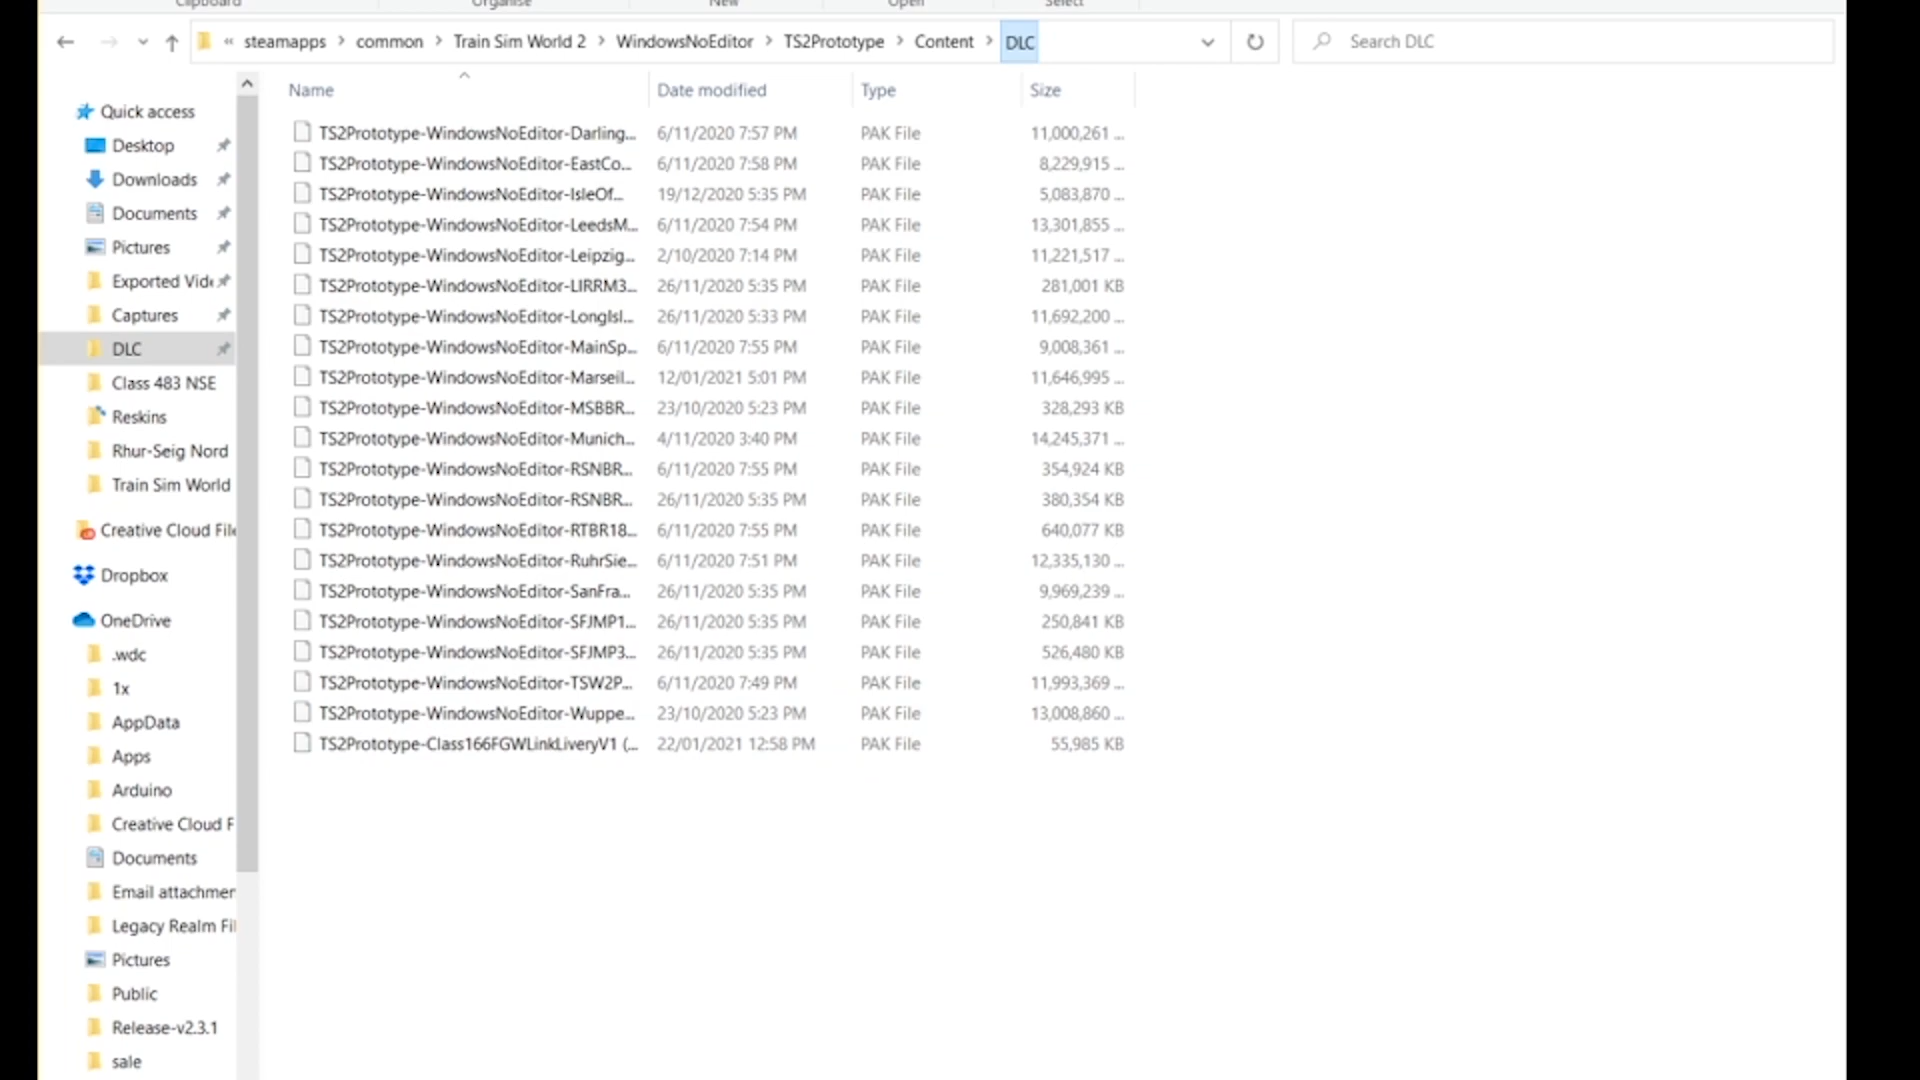 Clipboard Organise New Open Select
« steamapps > common > Train Sim World 2 > WindowsNoEditor > TS2Prototype > Content > DLC
Search DLC
Name Date modified Type Size
TS2Prototype-WindowsNoEditor-Darling... 6/11/2020 7:57 PM PAK File 11,000,261 ...
TS2Prototype-WindowsNoEditor-EastCo... 6/11/2020 7:58 PM PAK File 8,229,915 ...
TS2Prototype-WindowsNoEditor-IsleOf... 19/12/2020 5:35 PM PAK File 5,083,870 ...
TS2Prototype-WindowsNoEditor-LeedsM... 6/11/2020 7:54 PM PAK File 13,301,855 ...
TS2Prototype-WindowsNoEditor-Leipzig... 2/10/2020 7:14 PM PAK File 11,221,517 ...
TS2Prototype-WindowsNoEditor-LIRRM3... 26/11/2020 5:35 PM PAK File 281,001 KB
TS2Prototype-WindowsNoEditor-LongIsl... 26/11/2020 5:33 PM PAK File 11,692,200 ...
TS2Prototype-WindowsNoEditor-MainSp... 6/11/2020 7:55 PM PAK File 9,008,361 ...
TS2Prototype-WindowsNoEditor-Marseil... 12/01/2021 5:01 PM PAK File 11,646,995 ...
TS2Prototype-WindowsNoEditor-MSBBR... 23/10/2020 5:23 PM PAK File 328,293 KB
TS2Prototype-WindowsNoEditor-Munich... 4/11/2020 3:40 PM PAK File 14,245,371 ...
TS2Prototype-WindowsNoEditor-RSNBR... 6/11/2020 7:55 PM PAK File 354,924 KB
TS2Prototype-WindowsNoEditor-RSNBR... 26/11/2020 5:35 PM PAK File 380,354 KB
TS2Prototype-WindowsNoEditor-RTBR18... 6/11/2020 7:55 PM PAK File 640,077 KB
TS2Prototype-WindowsNoEditor-RuhrSie... 6/11/2020 7:51 PM PAK File 12,335,130 ...
TS2Prototype-WindowsNoEditor-SanFra... 26/11/2020 5:35 PM PAK File 9,969,239 ...
TS2Prototype-WindowsNoEditor-SFJMP1... 26/11/2020 5:35 PM PAK File 250,841 KB
TS2Prototype-WindowsNoEditor-SFJMP3... 26/11/2020 5:35 PM PAK File 526,480 KB
TS2Prototype-WindowsNoEditor-TSW2P... 6/11/2020 7:49 PM PAK File 11,993,369 ...
TS2Prototype-WindowsNoEditor-Wuppe... 23/10/2020 5:23 PM PAK File 13,008,860 ...
TS2Prototype-Class166FGWLinkLiveryV1 (... 22/01/2021 12:58 PM PAK File 55,985 KB
Quick access
Desktop
Downloads
Documents
Pictures
Exported Vide
Captures
DLC
Class 483 NSE
Reskins
Rhur-Seig Nord
Train Sim World
Creative Cloud File
Dropbox
OneDrive
.wdc
1x
AppData
Apps
Arduino
Creative Cloud F
Documents
Email attachmen
Legacy Realm Fil
Pictures
Public
Release-v2.3.1
sale